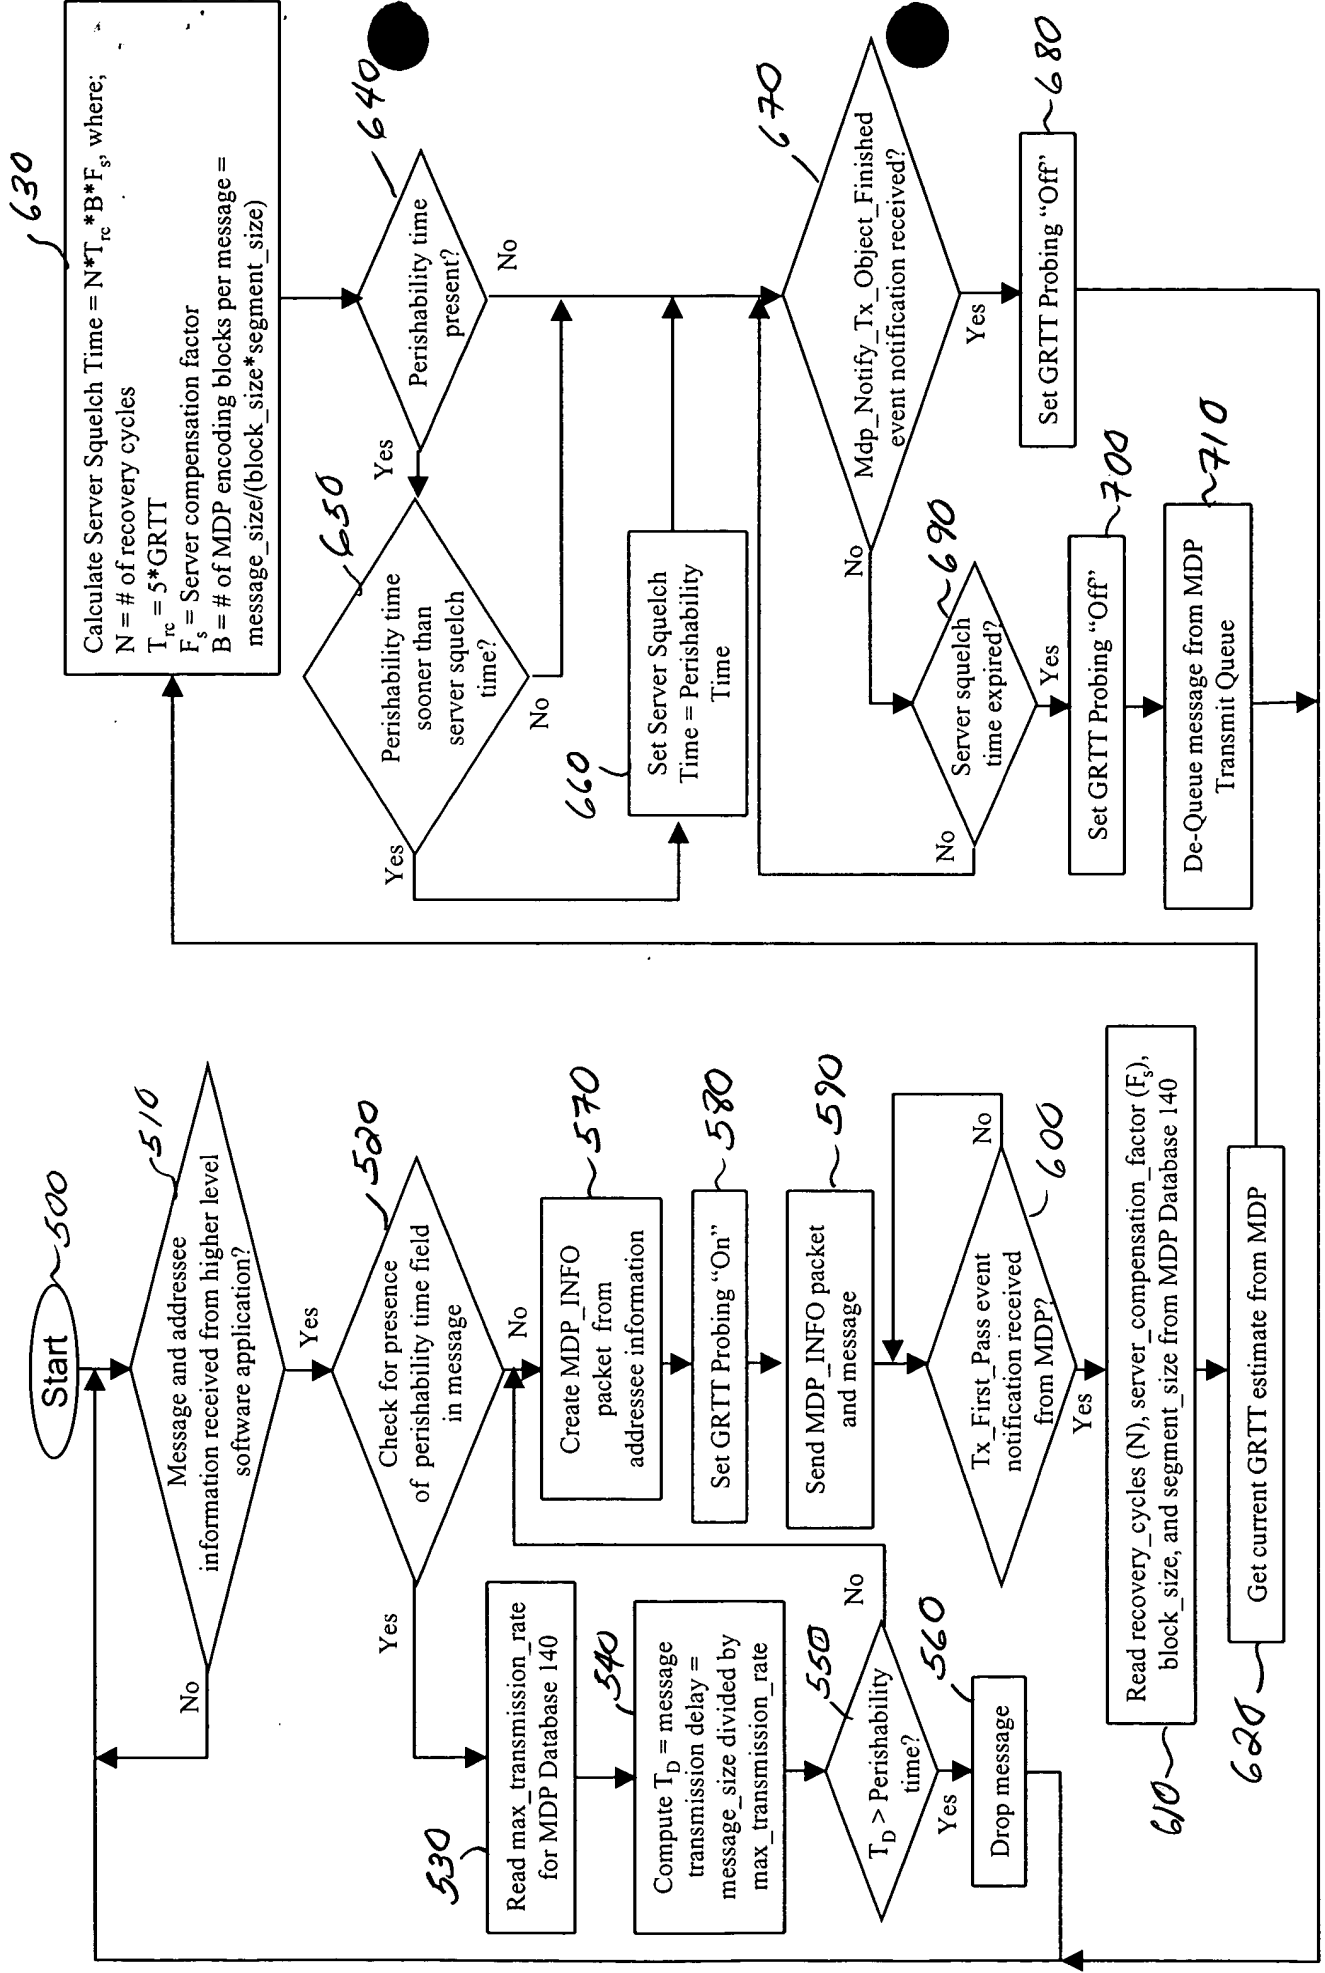 Start
500
510
Message and addressee
information received from higher level
software application?
No
Yes
520
Check for presence
of perishability time field
in message
Yes
No
530
Read max_transmission_rate
for MDP Database 140
540
Compute T_D = message
transmission delay =
message_size divided by
max_transmission_rate
550
T_D > Perishability
time?
No
Yes
560
Drop message
570
Create MDP_INFO
packet from
addressee information
580
Set GRTT Probing "On"
590
Send MDP_INFO packet
and message
600
Tx_First_Pass event
notification received
from MDP?
No
Yes
610
Read recovery_cycles (N), server_compensation_factor (F_s),
block_size, and segment_size from MDP Database 140
620
Get current GRTT estimate from MDP
630
Calculate Server Squelch Time = N*T_rc*B*F_s, where;
N = # of recovery cycles
T_rc = 5*GRTT
F_s = Server compensation factor
B = # of MDP encoding blocks per message =
message_size/(block_size*segment_size)
640
Perishability time
present?
Yes
No
650
Perishability time
sooner than
server squelch
time?
Yes
No
660
Set Server Squelch
Time = Perishability
Time
670
Mdp_Notify_Tx_Object_Finished
event notification received?
No
Yes
680
Set GRTT Probing "Off"
690
Server squelch
time expired?
No
Yes
700
Set GRTT Probing "Off"
710
De-Queue message from MDP
Transmit Queue